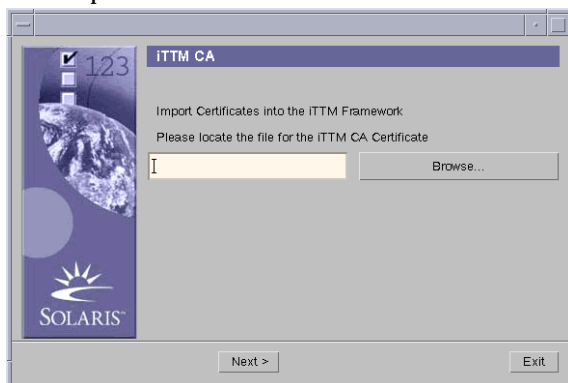 123
iTTM CA
Import Certificates into the iTTM Framework
Please locate the file for the iTTM CA Certificate
Browse...
SOLARIS™
Next >
Exit